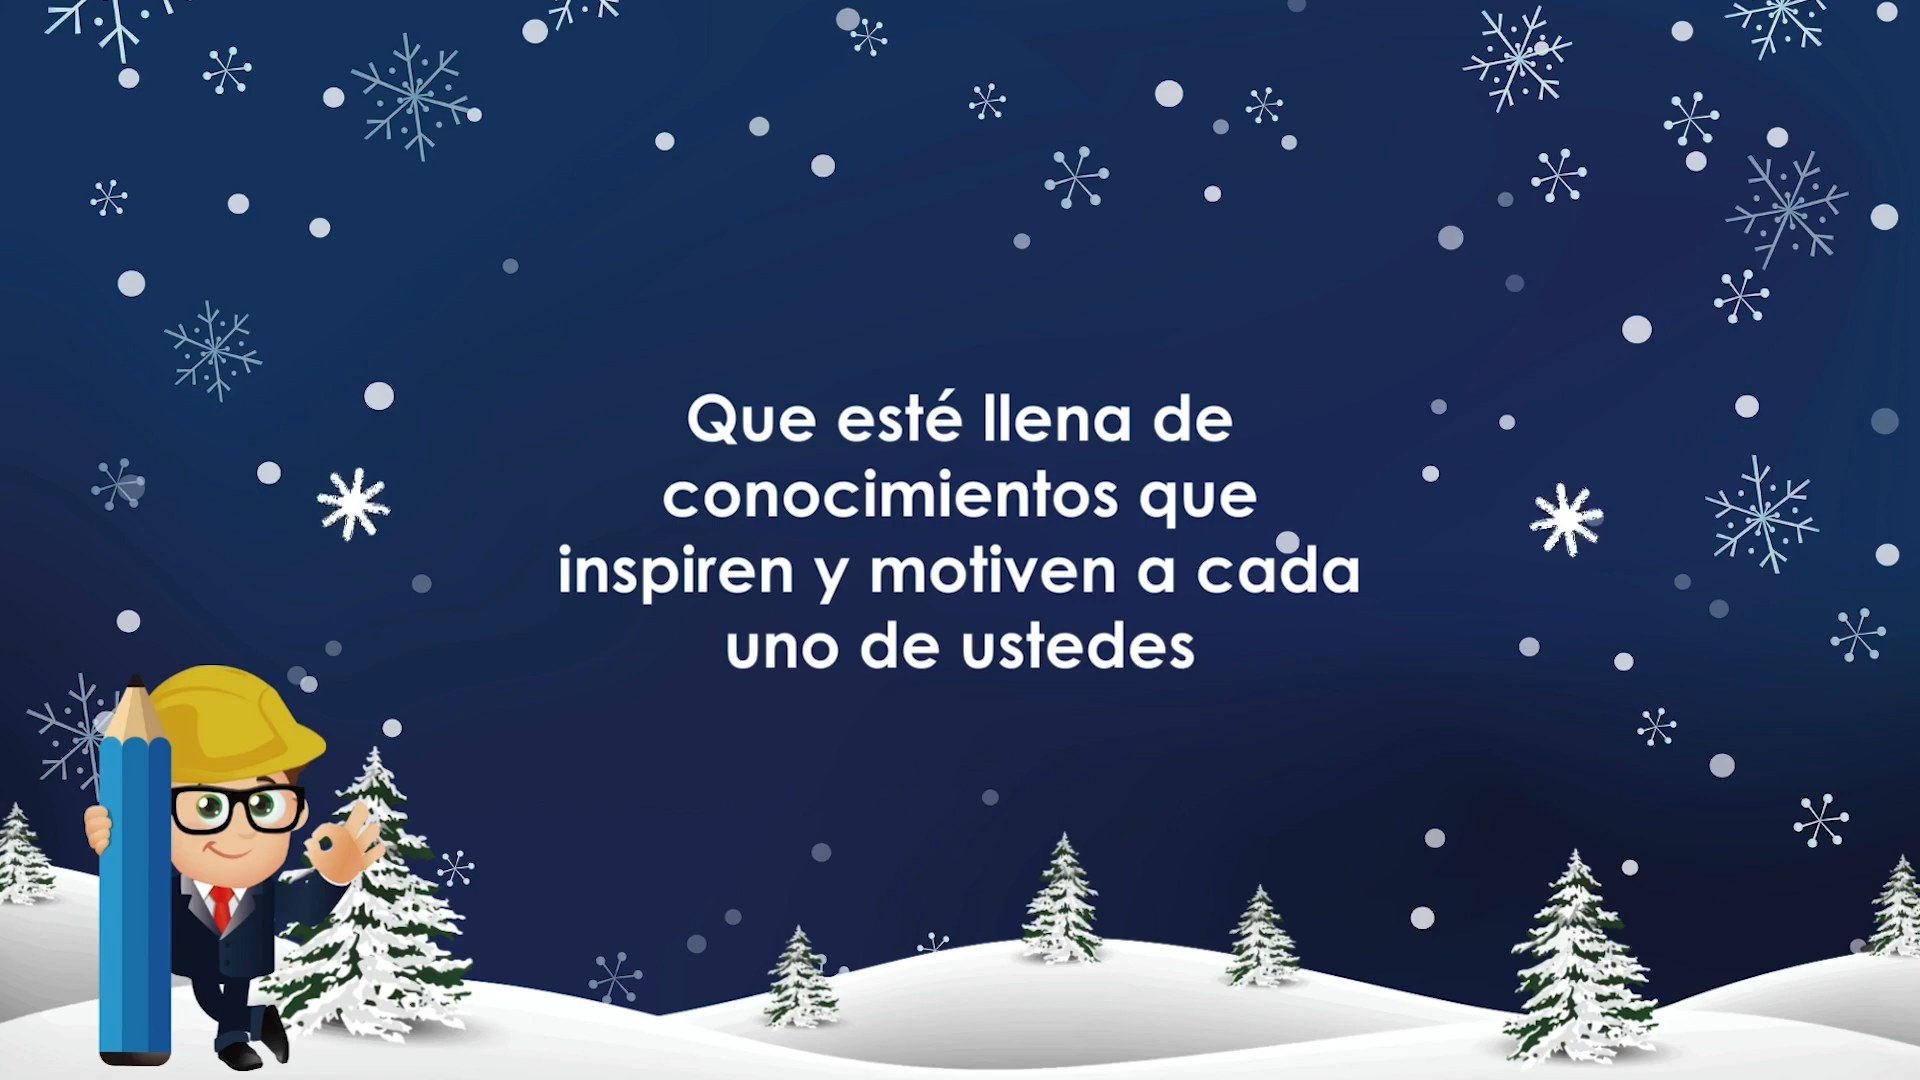 Que esté llena de
conocimientos que
inspiren y motiven a cada
uno de ustedes